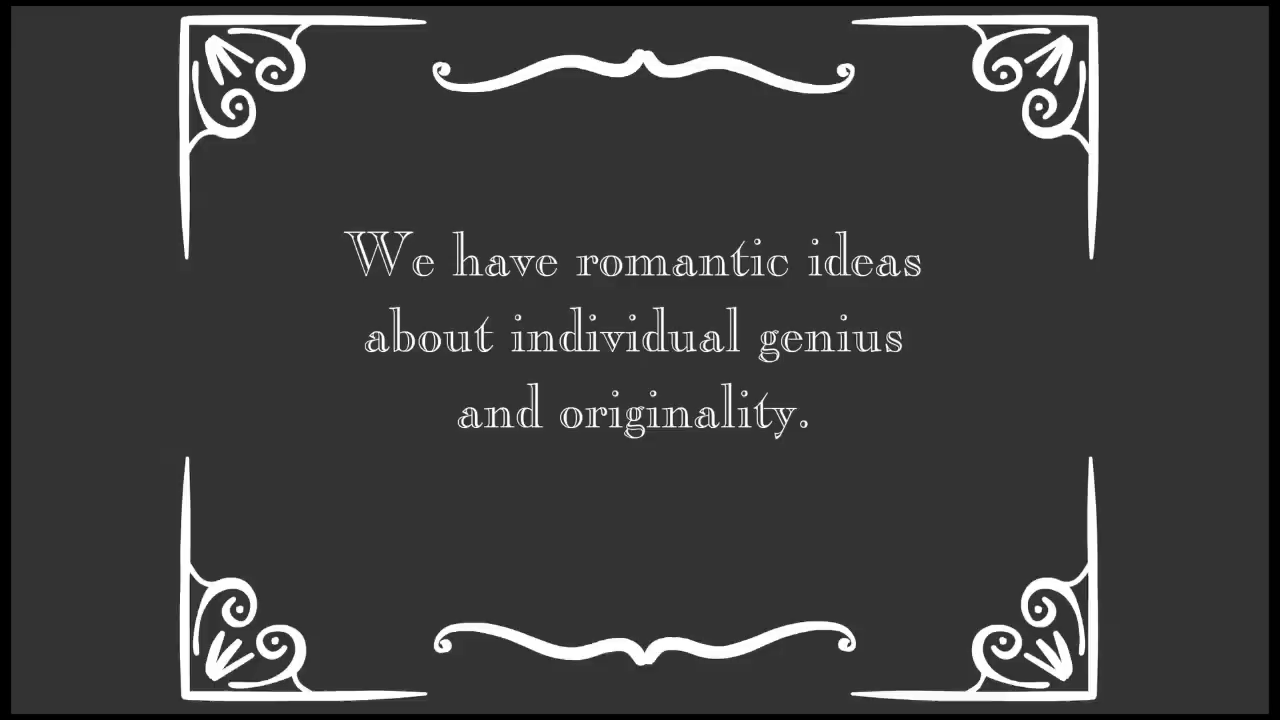 We have romantic ideas
about individual genius
and originality.